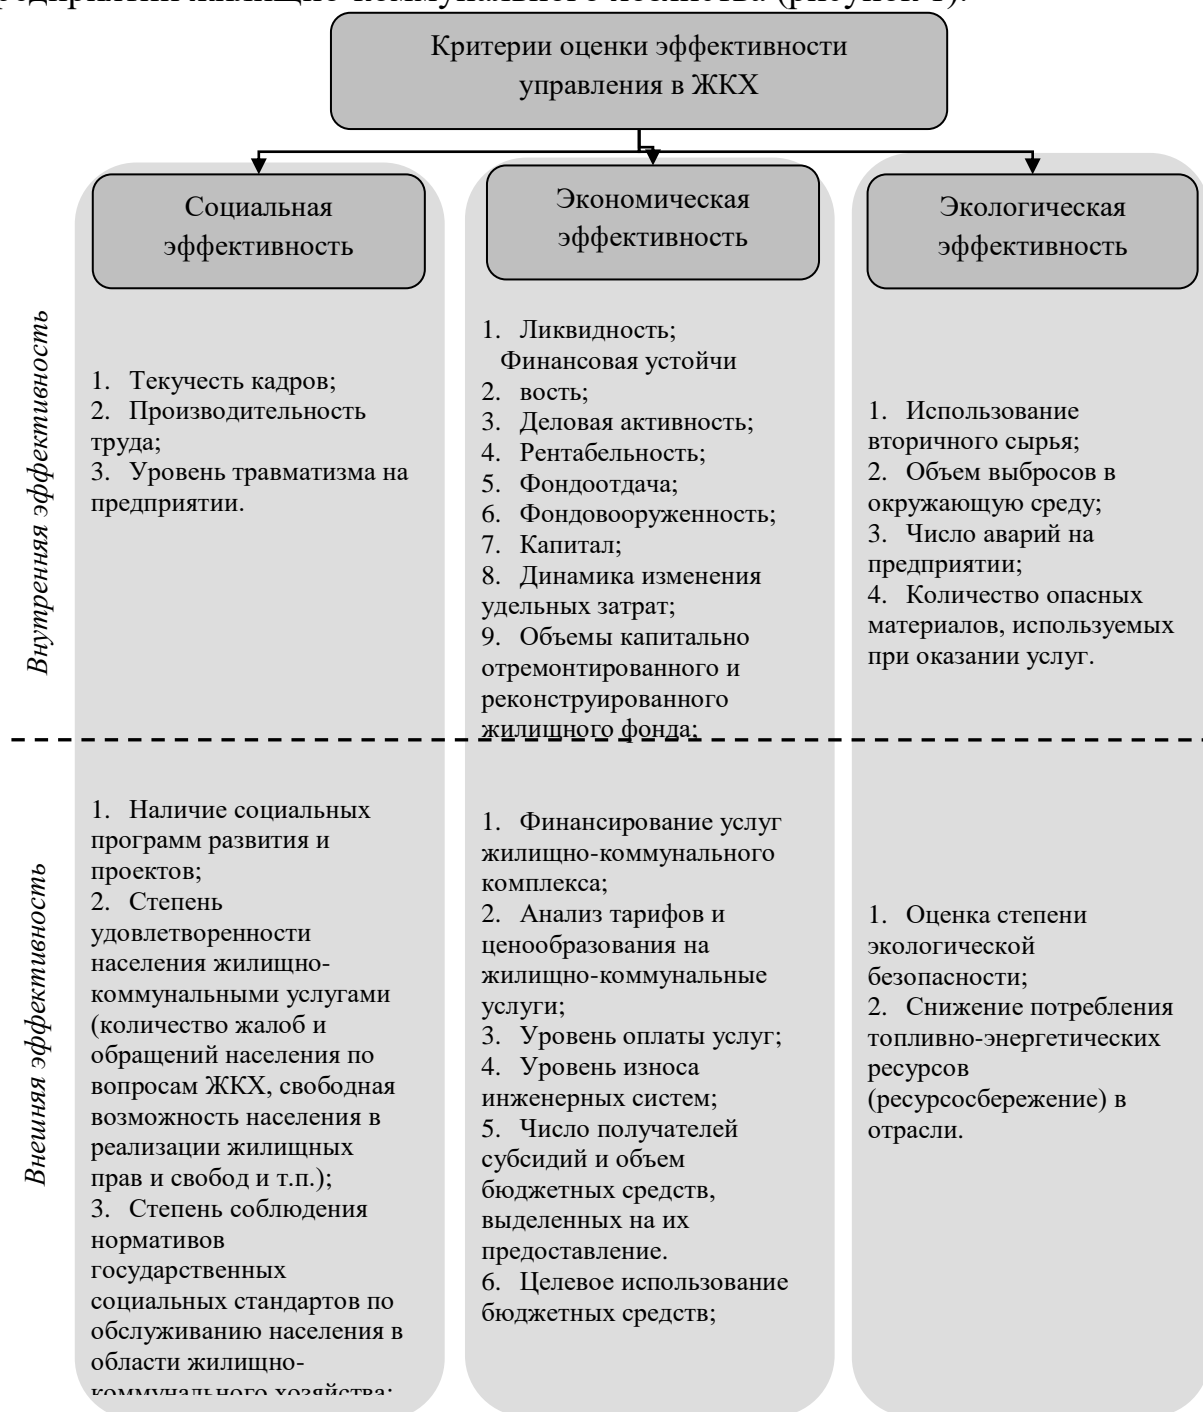 жилищно-коммунального хозяйства (рисунок 1).
Критерии оценки эффективности
управления в ЖКХ
Социальная
эффективность
Экономическая
эффективность
Экологическая
эффективность
Внутренняя эффективность
1. Текучесть кадров;
2. Производительность
труда;
3. Уровень травматизма на
предприятии.
1. Ликвидность;
Финансовая устойчи
2. вость;
3. Деловая активность;
4. Рентабельность;
5. Фондоотдача;
6. Фондовооруженность;
7. Капитал;
8. Динамика изменения
удельных затрат;
9. Объемы капитально
отремонтированного и
реконструированного
жилищного фонда;
1. Использование
вторичного сырья;
2. Объем выбросов в
окружающую среду;
3. Число аварий на
предприятии;
4. Количество опасных
материалов, используемых
при оказании услуг.
Внешняя эффективность
1. Наличие социальных
программ развития и
проектов;
2. Степень
удовлетворенности
населения жилищно-
коммунальными услугами
(количество жалоб и
обращений населения по
вопросам ЖКХ, свободная
возможность населения в
реализации жилищных
прав и свобод и т.п.);
3. Степень соблюдения
нормативов
государственных
социальных стандартов по
обслуживанию населения в
области жилищно-
коммунального хозяйства;
1. Финансирование услуг
жилищно-коммунального
комплекса;
2. Анализ тарифов и
ценообразования на
жилищно-коммунальные
услуги;
3. Уровень оплаты услуг;
4. Уровень износа
инженерных систем;
5. Число получателей
субсидий и объем
бюджетных средств,
выделенных на их
предоставление.
6. Целевое использование
бюджетных средств;
1. Оценка степени
экологической
безопасности;
2. Снижение потребления
топливно-энергетических
ресурсов
(ресурсосбережение) в
отрасли.